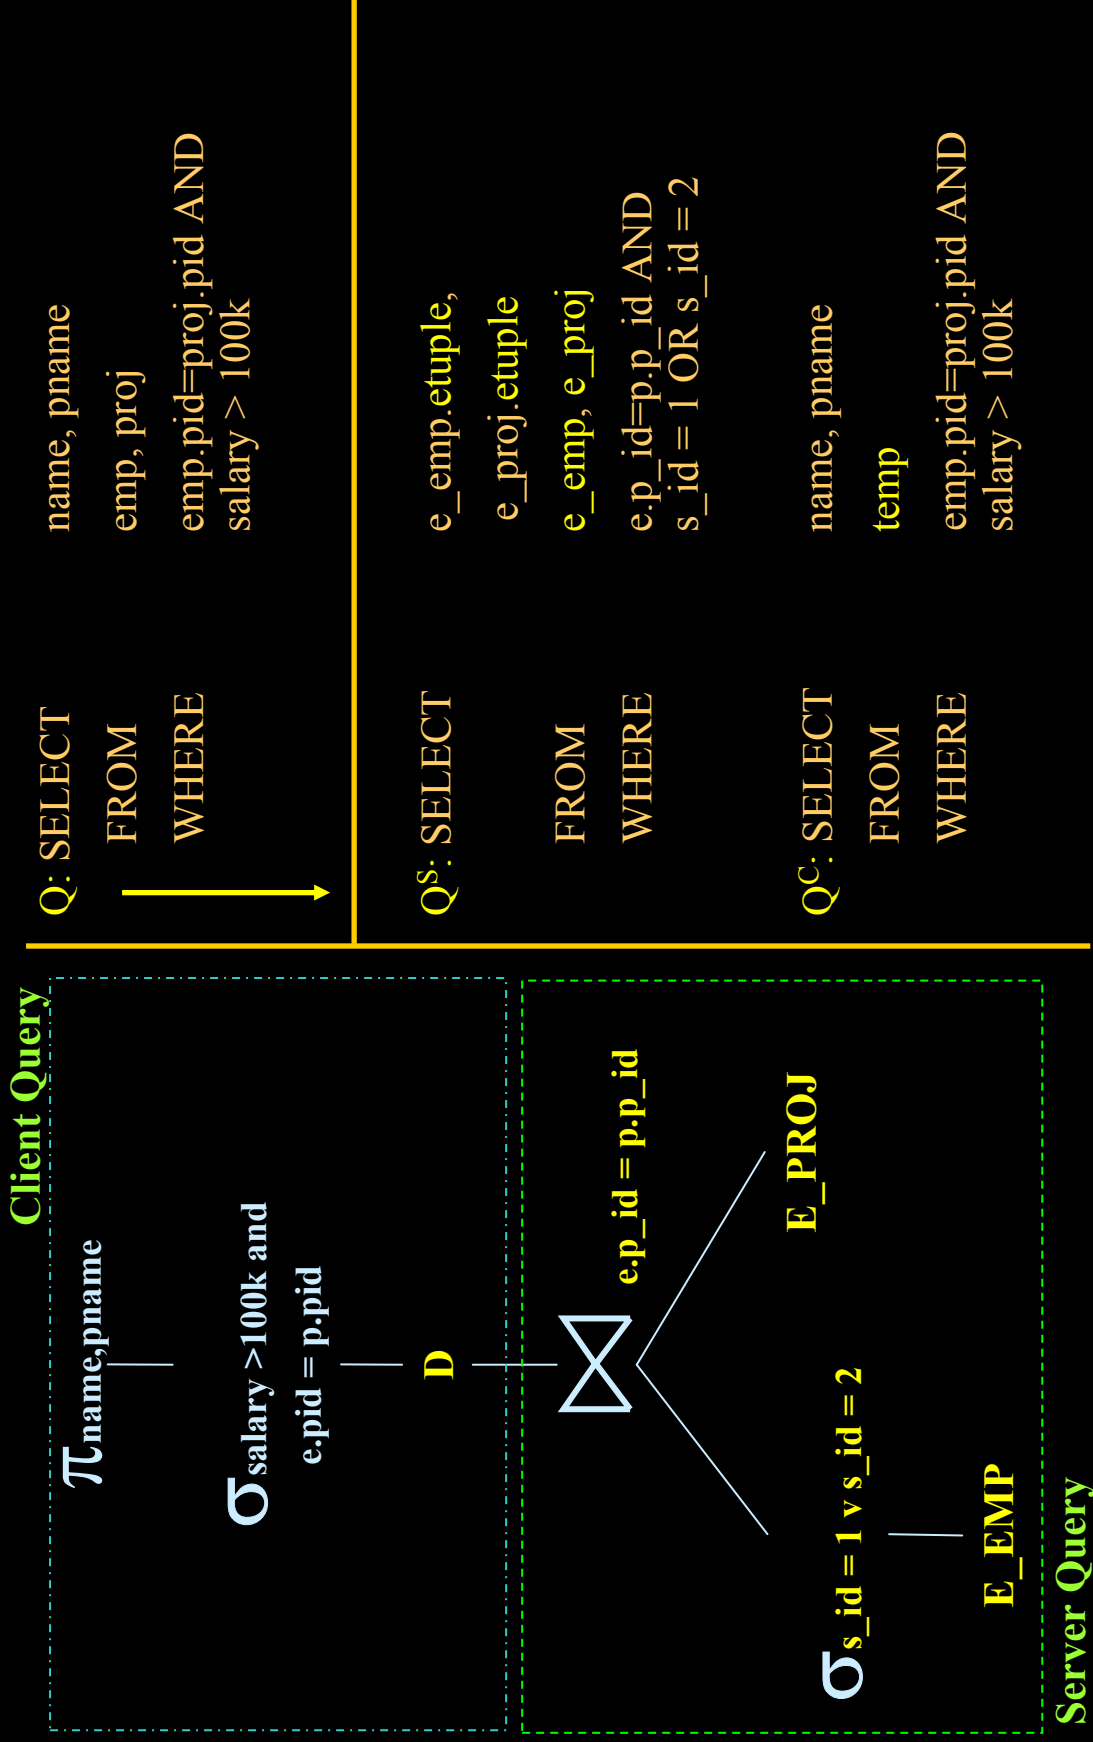 Client Query
πname,pname
σsalary >100k and
e.pid = p.pid
D
e.p_id = p.p_id
E_PROJ
σs_id = 1 v s_id = 2
E_EMP
Server Query
Q: SELECT name, pname
FROM emp, proj
WHERE emp.pid=proj.pid AND
salary > 100k
QS: SELECT e_emp.etuple,
e_proj.etuple
FROM e_emp, e_proj
WHERE e.p_id=p.p_id AND
s_id = 1 OR s_id = 2
QC: SELECT name, pname
FROM temp
WHERE emp.pid=proj.pid AND
salary > 100k